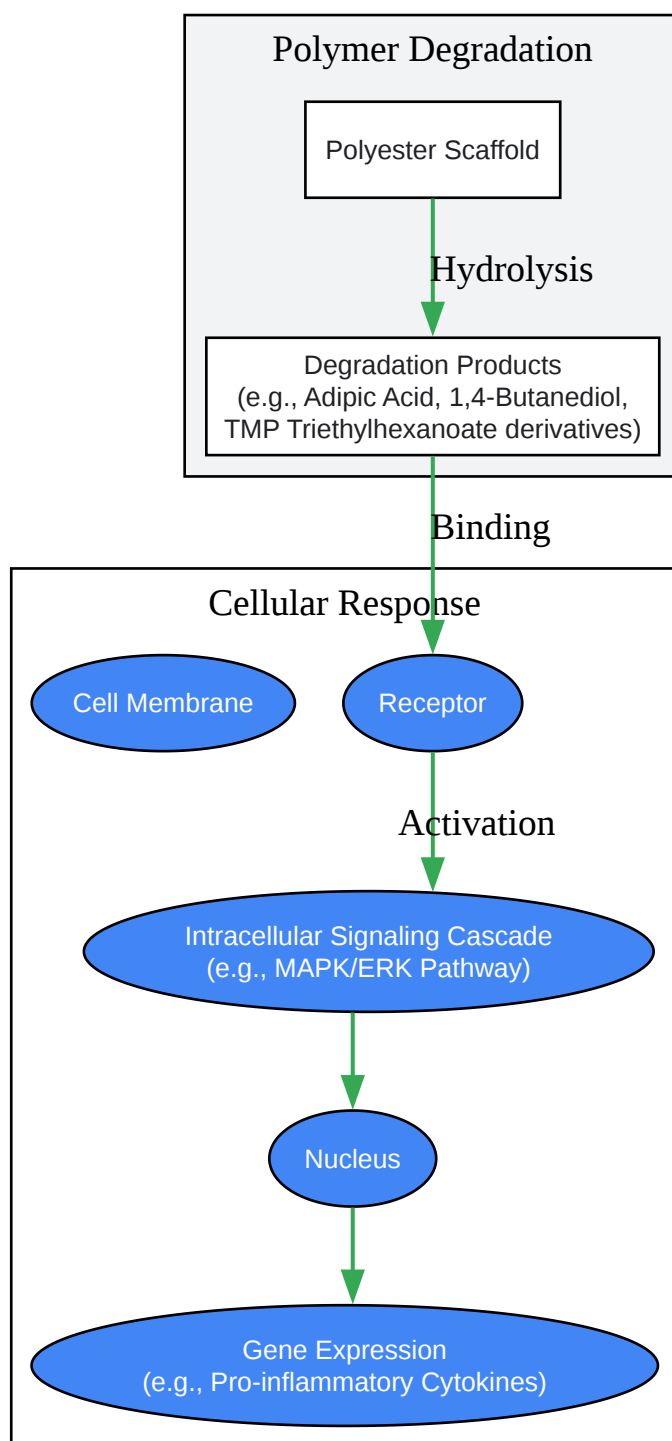 Polymer Degradation
Polyester Scaffold
Hydrolysis
Degradation Products
(e.g., Adipic Acid, 1,4-Butanediol,
TMP Triethylhexanoate derivatives)
Binding
Cellular Response
Cell Membrane
Receptor
Activation
Intracellular Signaling Cascade
(e.g., MAPK/ERK Pathway)
Nucleus
Gene Expression
(e.g., Pro-inflammatory Cytokines)